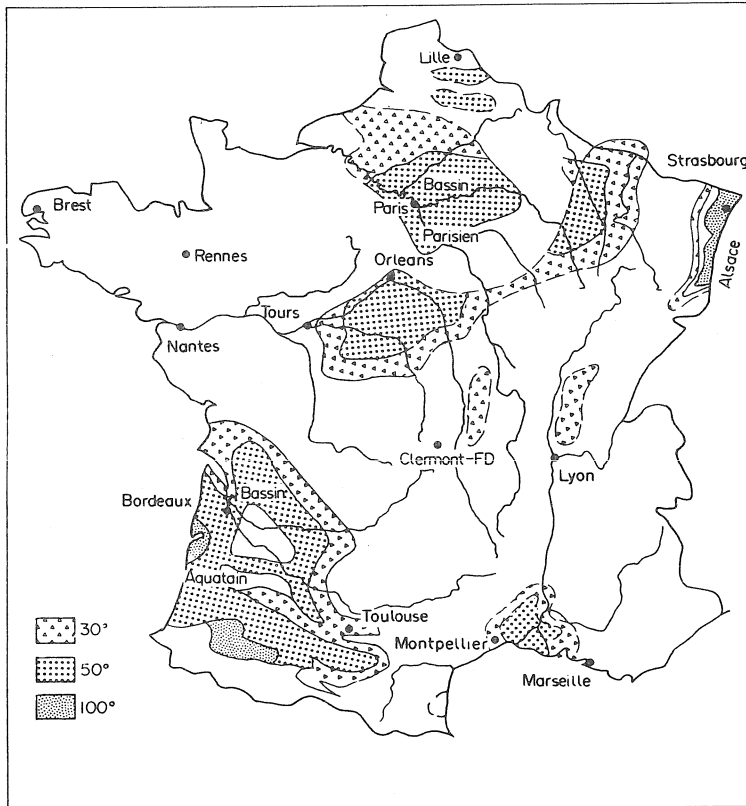 Lille
Strasbourg
Bassin
Brest
Paris
Parisien
Rennes
Orleans
Alsace
Tours
Nantes
Clermont-FD
Lyon
Bordeaux
Bassin
Aquatain
Toulouse
Montpellier
Marseille
30°
50°
100°